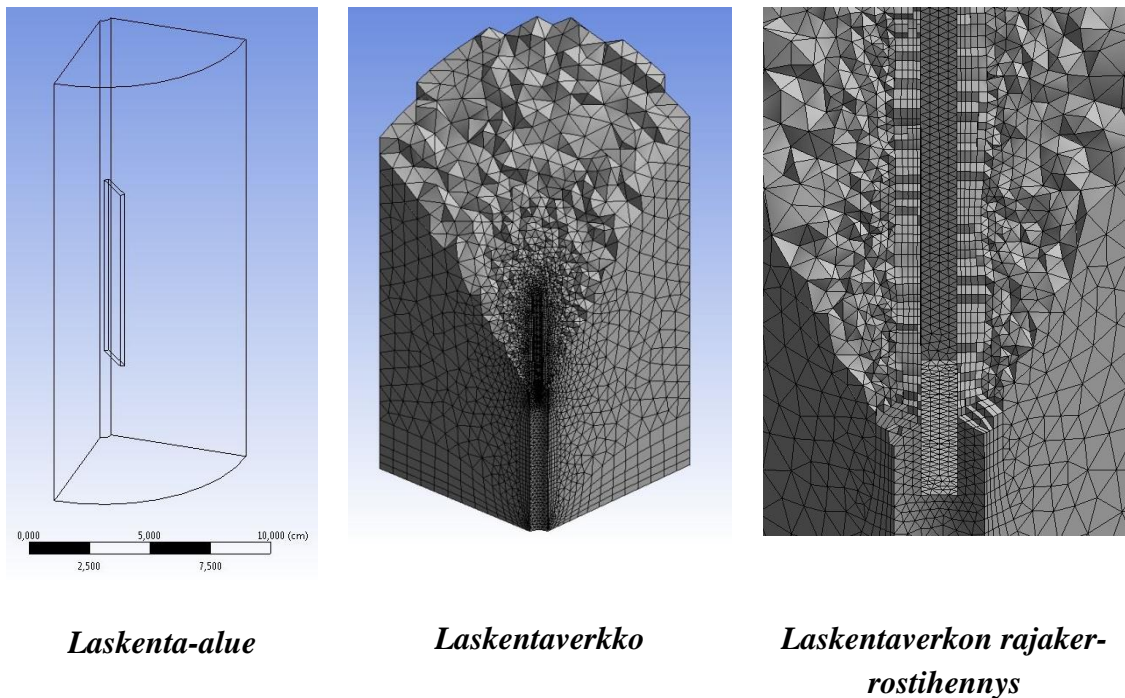 0,000 5,000 10,000 (cm)
2,500 7,500
Laskenta-alue
Laskentaverkko
Laskentaverkon rajaker-
rostihennys